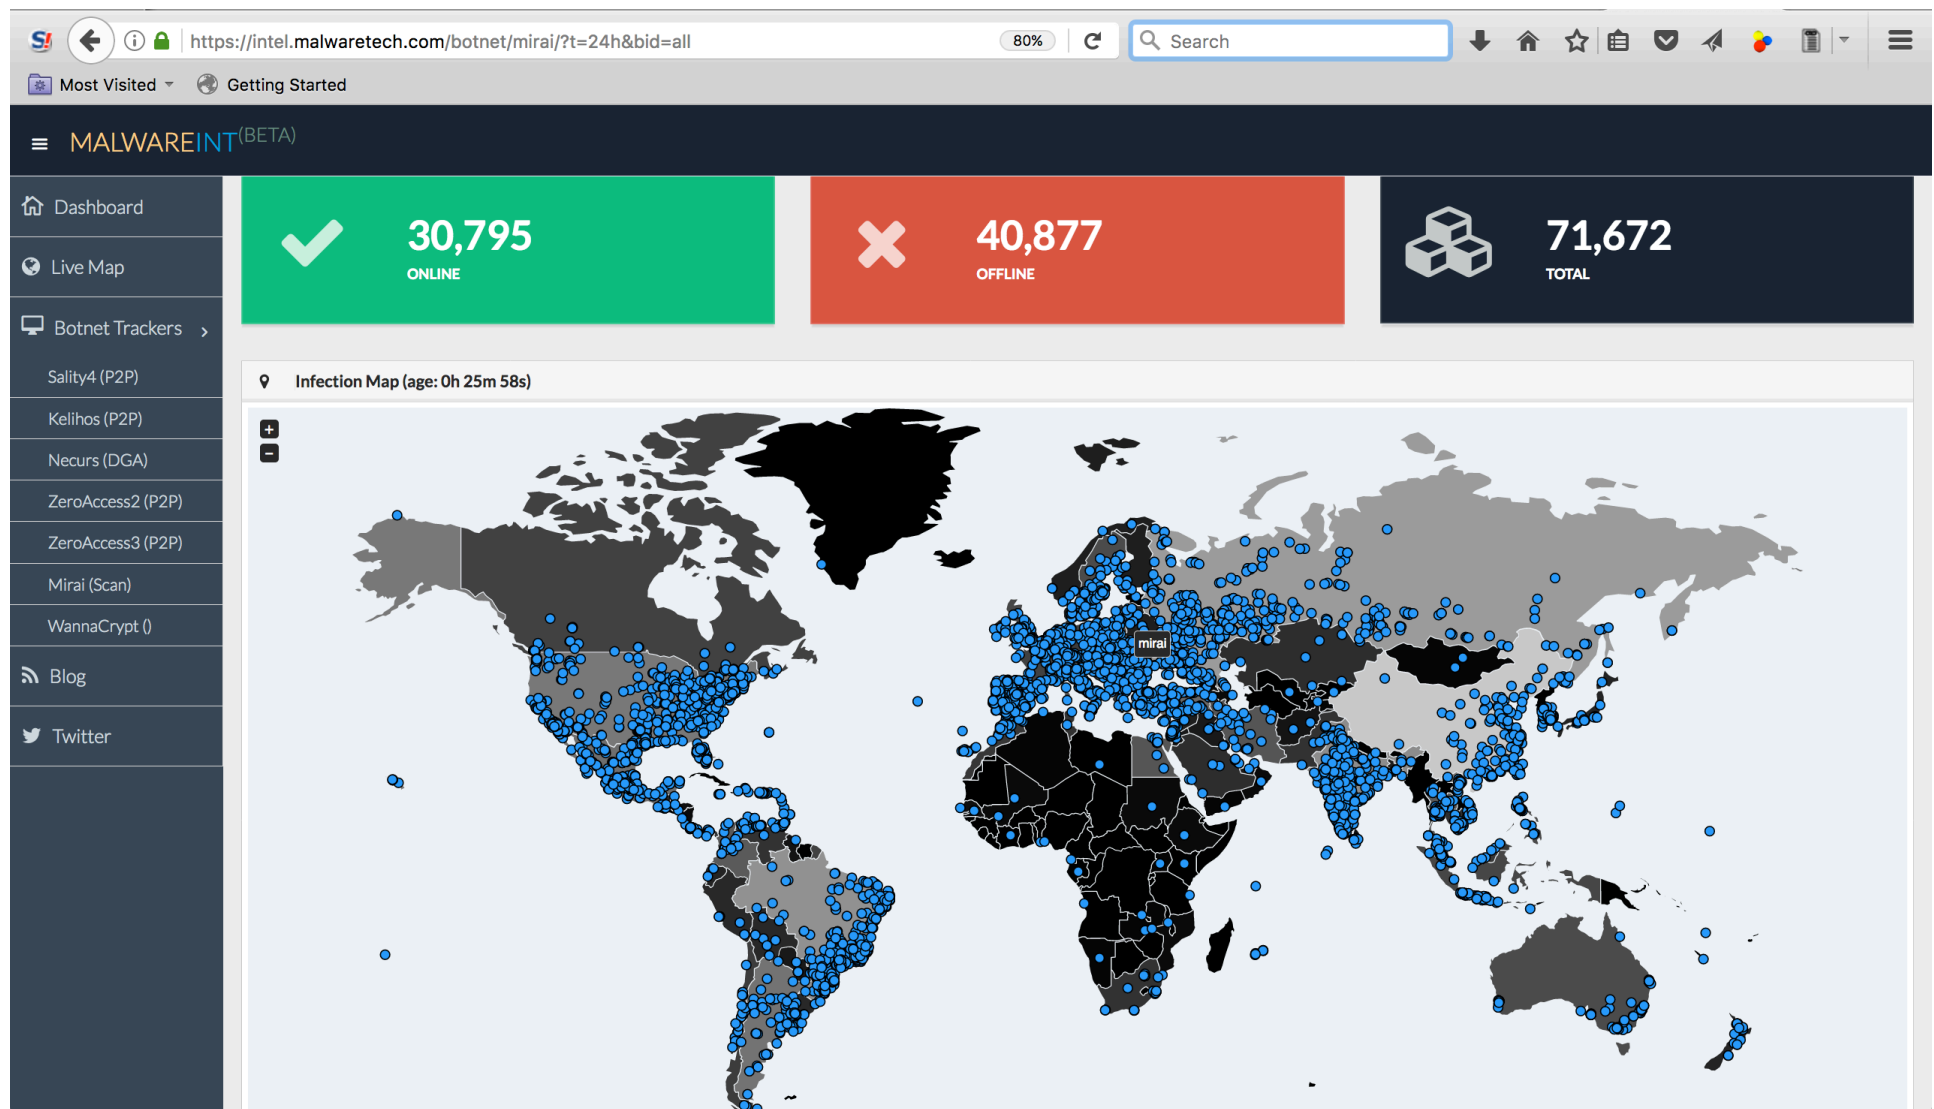 https://intel.malwaretech.com/botnet/mirai/?t=24h&bid=all
80%
Search
Most Visited
Getting Started
MALWAREINT(BETA)
Dashboard
Live Map
Botnet Trackers
Sality4 (P2P)
Kelihos (P2P)
Necurs (DGA)
ZeroAccess2 (P2P)
ZeroAccess3 (P2P)
Mirai (Scan)
WannaCrypt ()
Blog
Twitter
30,795
ONLINE
40,877
OFFLINE
71,672
TOTAL
Infection Map (age: 0h 25m 58s)
+
−
mirai